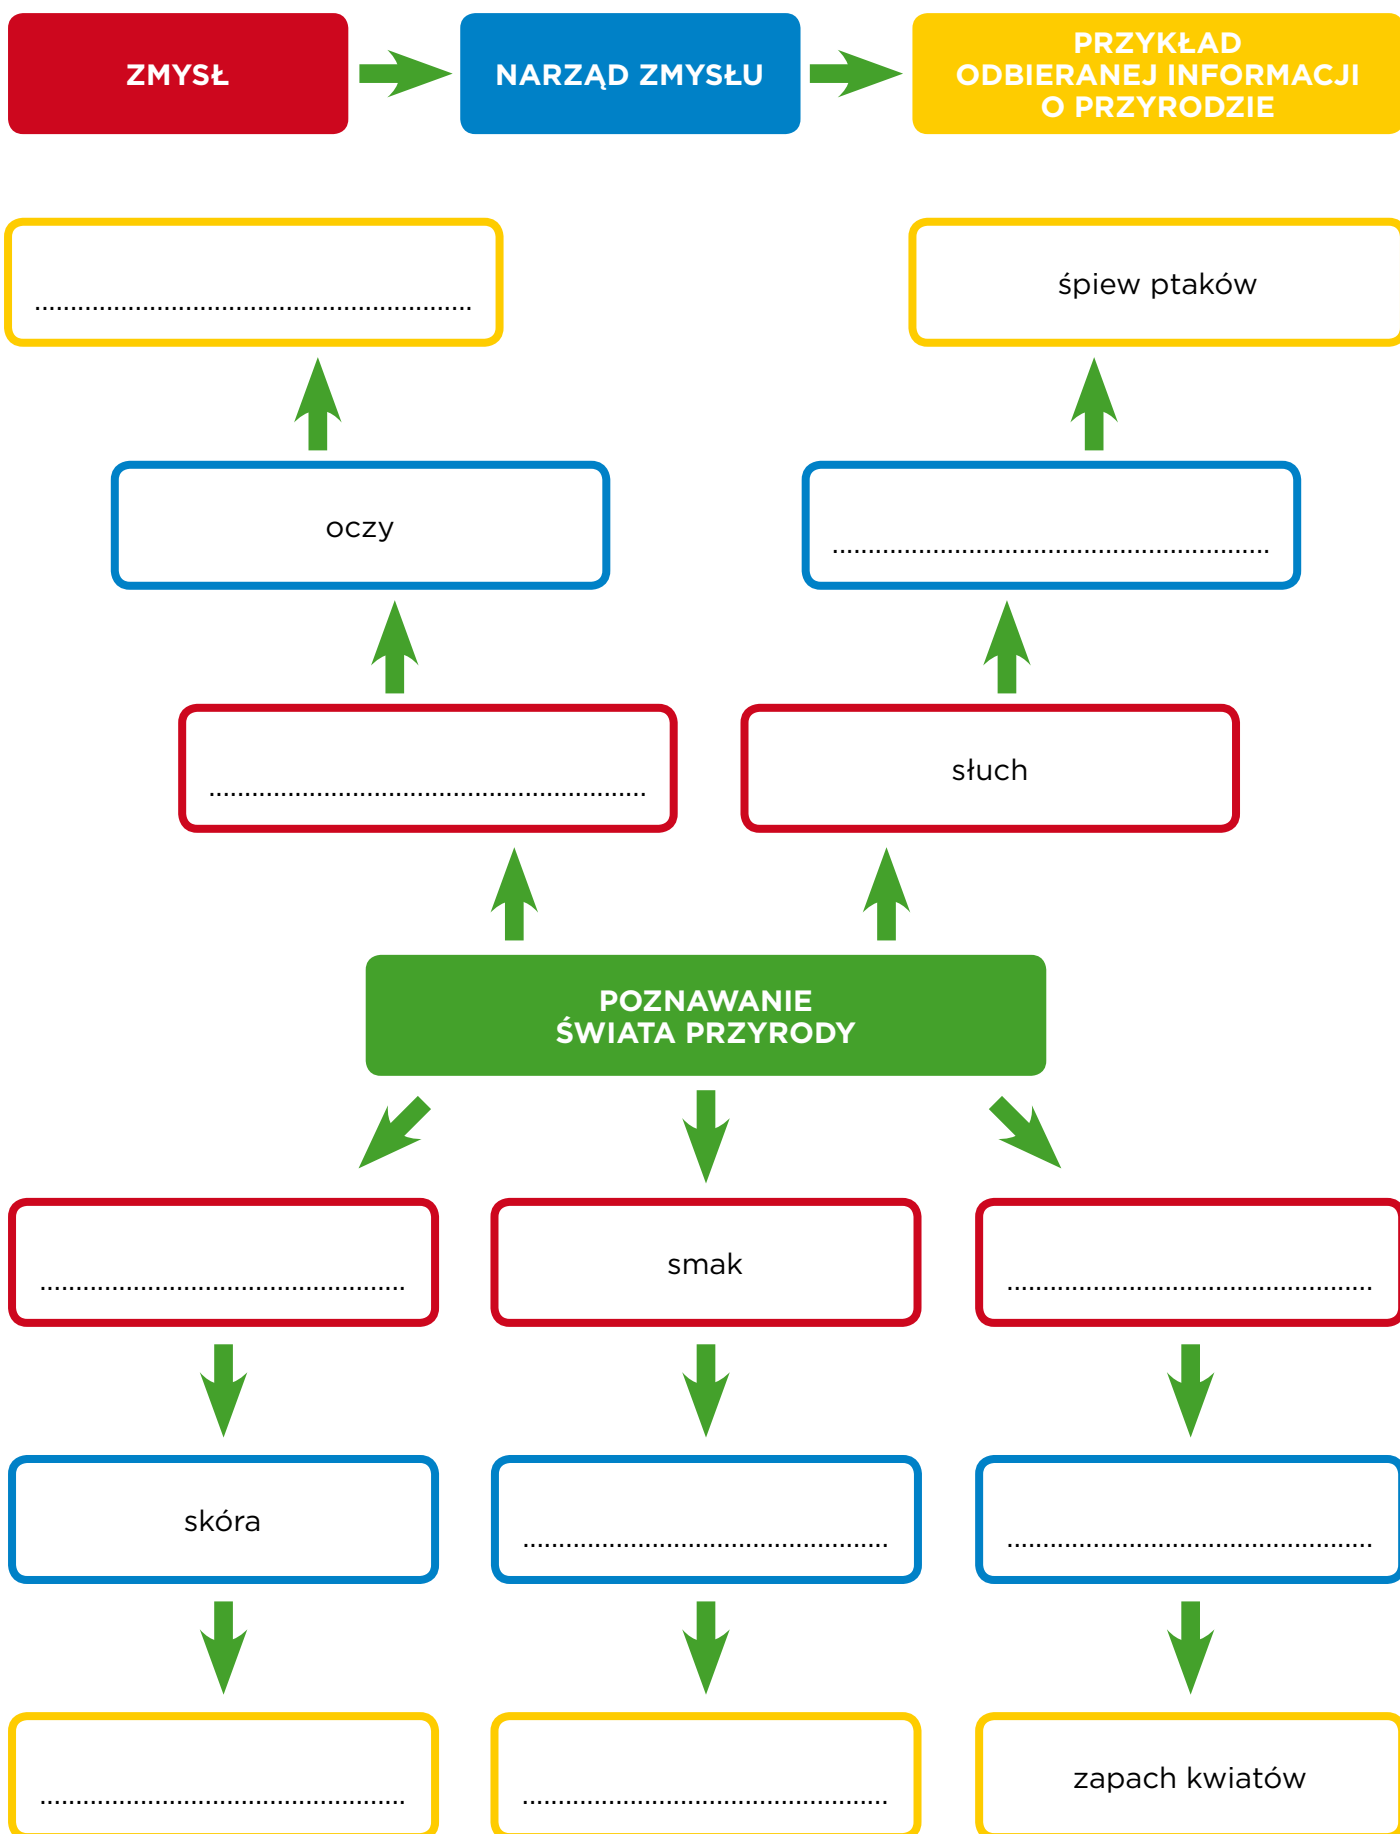 ZMYSŁ
NARZĄD ZMYSŁU
PRZYKŁAD
ODBIERANEJ INFORMACJI
O PRZYRODZIE
............................................................
śpiew ptaków
oczy
............................................................
............................................................
słuch
POZNAWANIE
ŚWIATA PRZYRODY
..................................................
smak
..................................................
skóra
..................................................
..................................................
..................................................
..................................................
zapach kwiatów